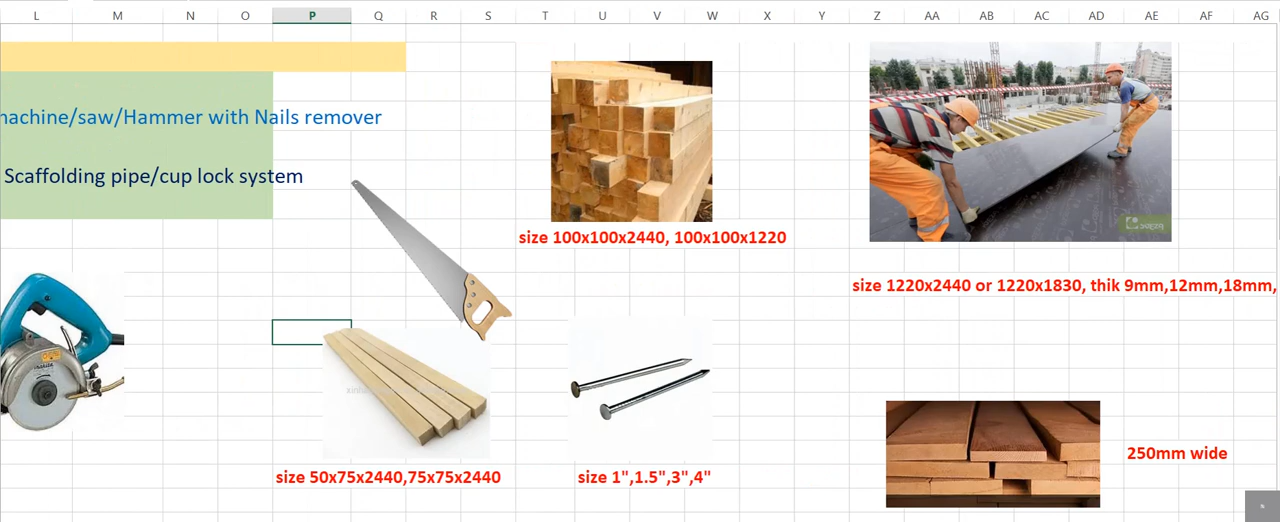 L M N O P Q R S T U V W X Y Z AA AB AC AD AE AF AG
achine/saw/Hammer with Nails remover
Scaffolding pipe/cup lock system
size 100x100x2440, 100x100x1220
size 1220x2440 or 1220x1830, thik 9mm,12mm,18mm,
size 50x75x2440,75x75x2440
size 1",1.5",3",4"
250mm wide